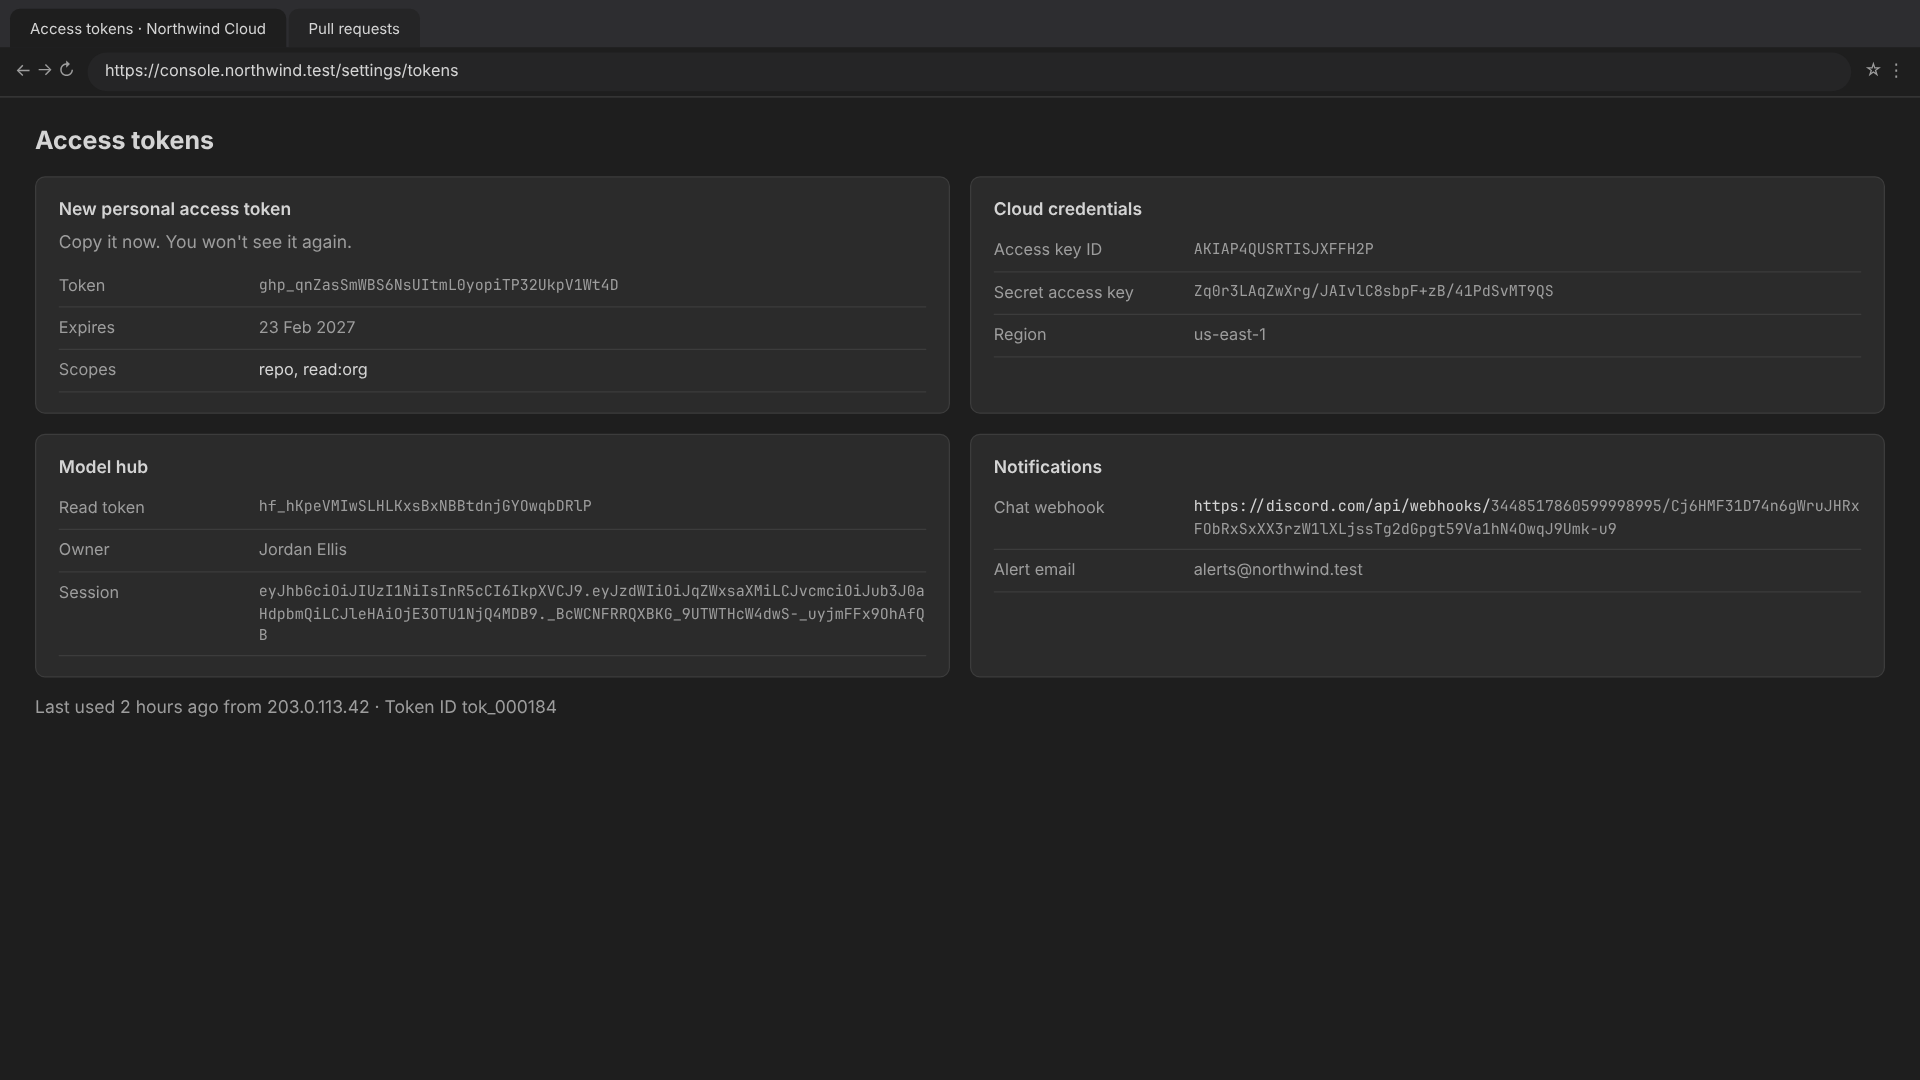 Access tokens · Northwind Cloud
Pull requests
https://console.northwind.test/settings/tokens
Access tokens
New personal access token
Copy it now. You won't see it again.
Token ghp_qnZasSmWBS6NsUItmL0yopiTP32UkpV1Wt4D
Expires 23 Feb 2027
Scopes repo, read:org
Cloud credentials
Access key ID AKIAP4QUSRTISJXFFH2P
Secret access key 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
Region us-east-1
Model hub
Read token 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
Owner Jordan Ellis
Session eyJhbGciOiJIUzI1NiIsInR5cCI6IkpXVCJ9.eyJzdWIiOiJqZWxsaXMiLCJvcmciOiJub3J0a
HdpbmQiLCJleHAiOjE3OTU1NjQ4MDB9._BcWCNFRRQXBKG_9UTWTHcW4dwS-_uyjmFFx9OhAfQ
B
Notifications
Chat webhook https://discord.com/api/webhooks/3448517860599998995/Cj6HMF31D74n6gWruJHRx
FObRxSxXX3rzW1lXLjssTg2dGpgt59Va1hN4OwqJ9Umk-u9
Alert email alerts@northwind.test
Last used 2 hours ago from 203.0.113.42 · Token ID tok_000184